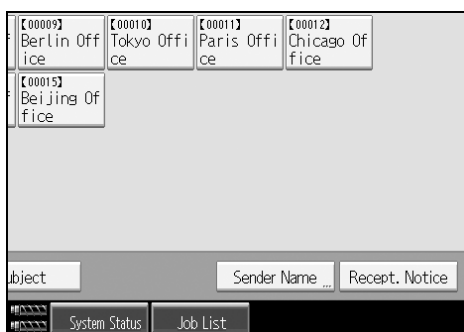 【00009】 【00010】 【00011】 【00012】
Berlin Off Tokyo Offi Paris Offi Chicago Of
ice ce ce fice
【00015】
Beijing Of
fice
ubject Sender Name Recept. Notice
System Status Job List